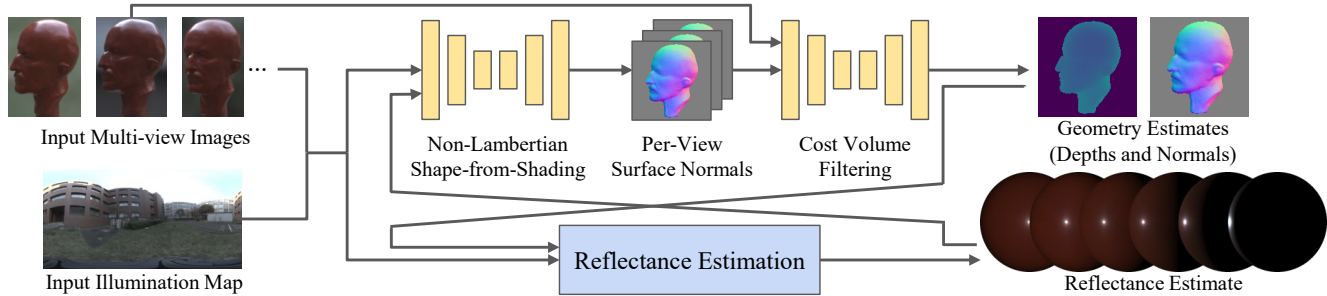 ...
Input Multi-view Images
Non-Lambertian
Shape-from-Shading
Per-View
Surface Normals
Cost Volume
Filtering
Geometry Estimates
(Depths and Normals)
Input Illumination Map
Reflectance Estimation
Reflectance Estimate